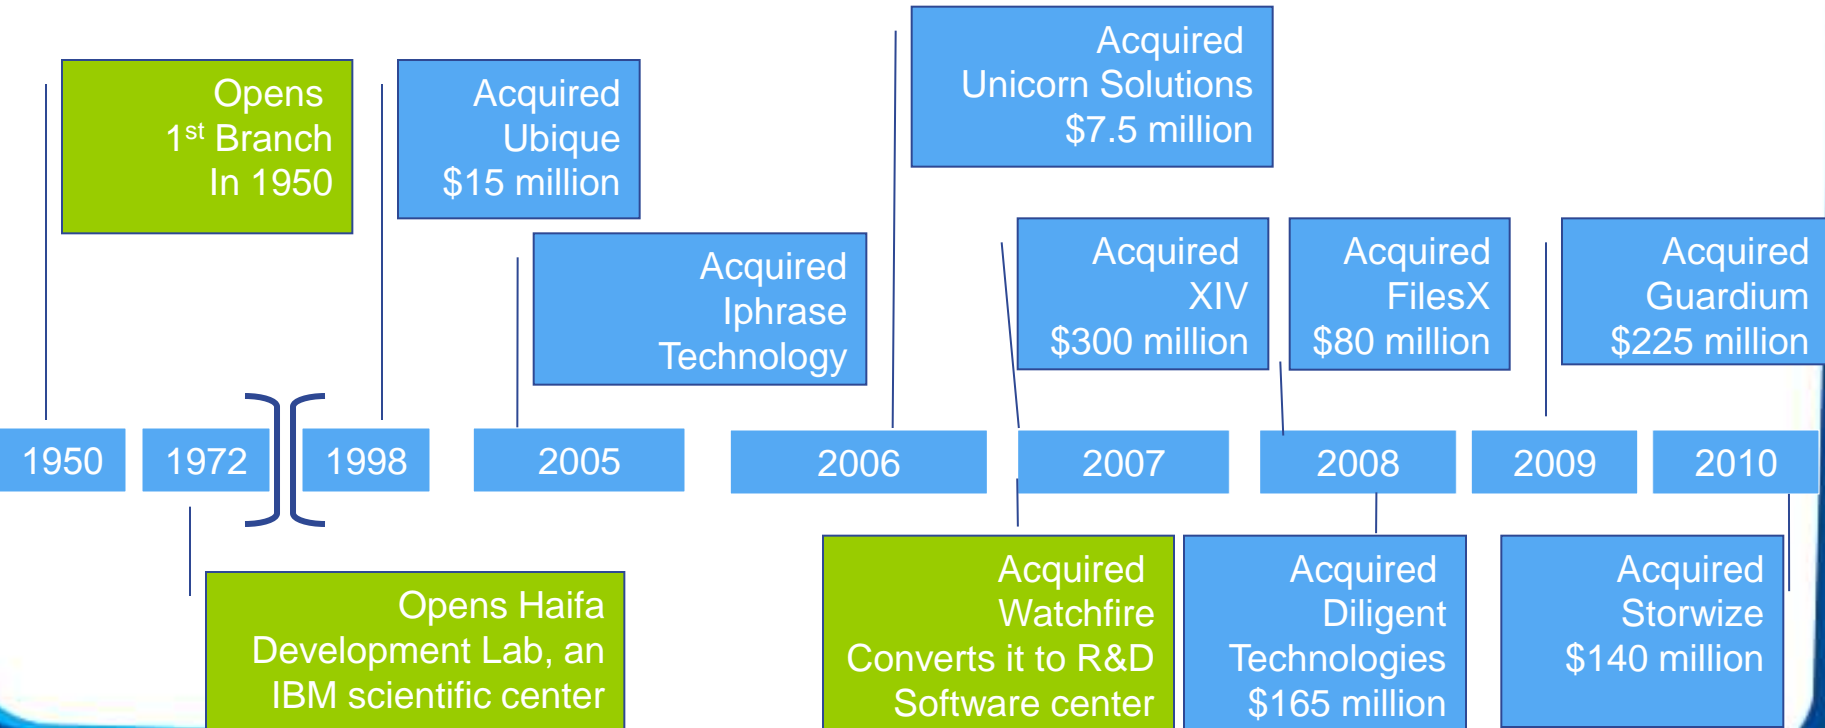 Acquired
Unicorn Solutions
$7.5 million
Opens
1st Branch
In 1950
Acquired
Ubique
$15 million
Acquired
Iphrase
Technology
Acquired
XIV
$300 million
Acquired
FilesX
$80 million
Acquired
Guardium
$225 million
1950 1972 1998 2005 2006 2007 2008 2009 2010
Opens Haifa
Development Lab, an
IBM scientific center
Acquired
Watchfire
Converts it to R&D
Software center
Acquired
Diligent
Technologies
$165 million
Acquired
Storwize
$140 million